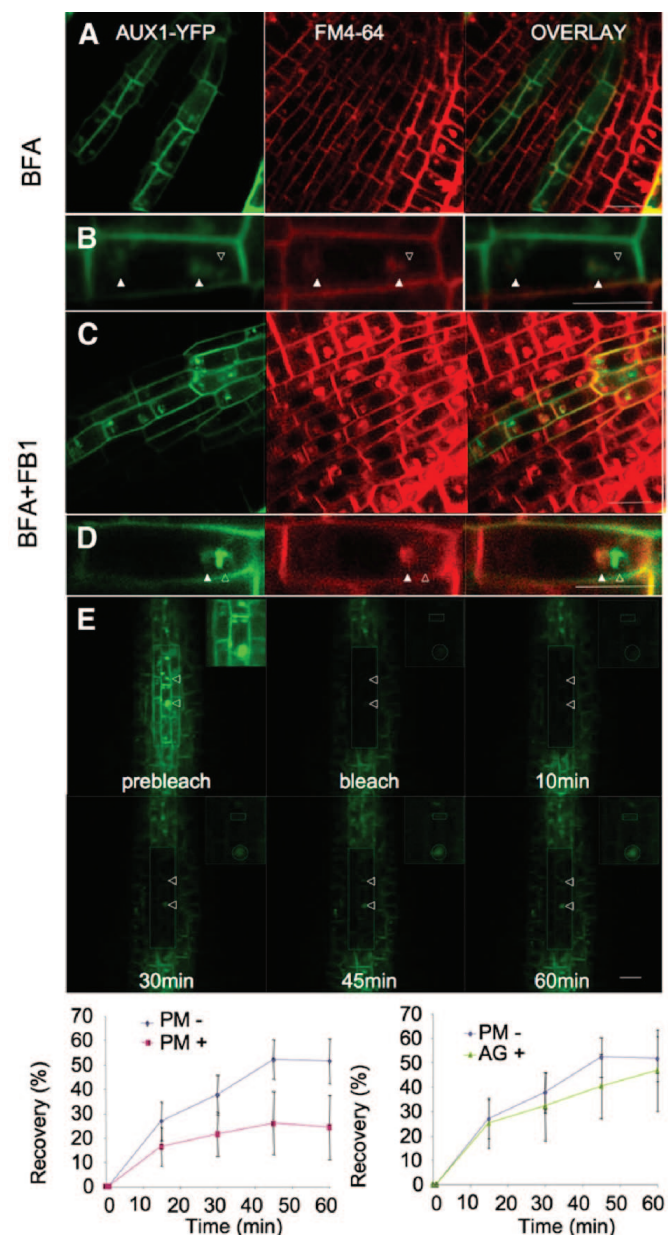 AUX1-YFP FM4-64 OVERLAY
A
BFA
B
C
BFA+FB1
D
E
prebleach bleach 10min
30min 45min 60min
PM -
PM +
Recovery (%)
70
60
50
40
30
20
10
0
0 10 20 30 40 50 60
Time (min)
PM -
AG +
Recovery (%)
70
60
50
40
30
20
10
0
0 10 20 30 40 50 60
Time (min)